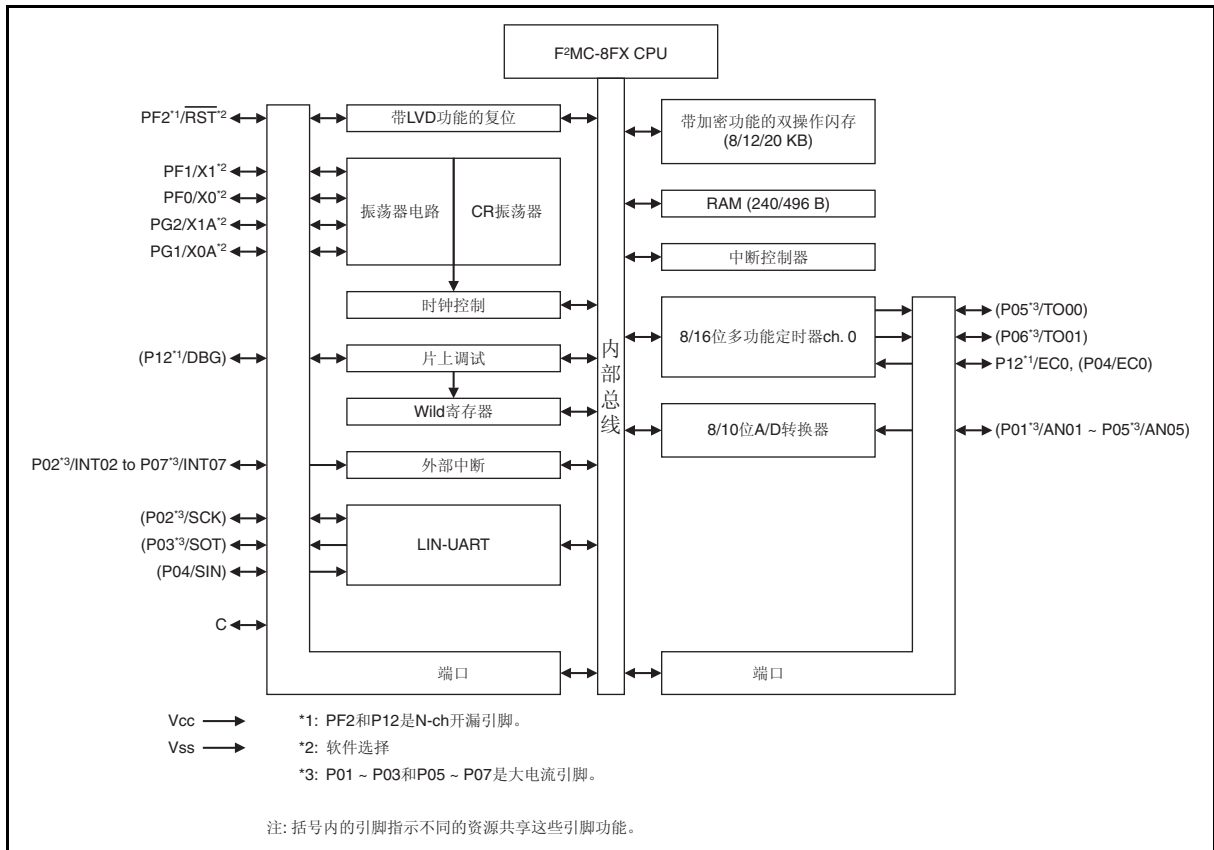 F²MC-8FX CPU
PF2*1/RST*2
带LVD功能的复位
带加密功能的双操作闪存
(8/12/20 KB)
PF1/X1*2
PF0/X0*2
PG2/X1A*2
PG1/X0A*2
振荡器电路
CR振荡器
RAM (240/496 B)
中断控制器
时钟控制
8/16位多功能定时器ch. 0
(P05*3/TO00)
(P06*3/TO01)
P12*1/EC0, (P04/EC0)
(P12*1/DBG)
片上调试
内部总线
Wild寄存器
8/10位A/D转换器
(P01*3/AN01 ~ P05*3/AN05)
P02*3/INT02 to P07*3/INT07
外部中断
(P02*3/SCK)
(P03*3/SOT)
(P04/SIN)
LIN-UART
C
端口
端口
Vcc
*1: PF2和P12是N-ch开漏引脚。
Vss
*2: 软件选择
*3: P01 ~ P03和P05 ~ P07是大电流引脚。
注: 括号内的引脚指示不同的资源共享这些引脚功能。